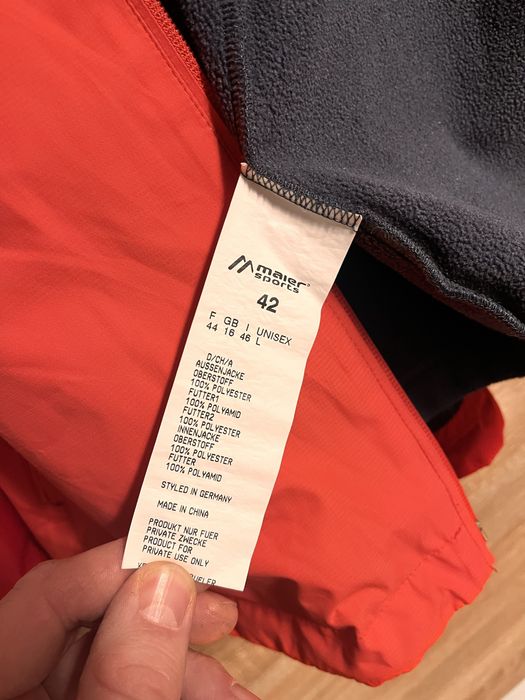 maier®
sports
42
F GB I UNISEX
44 16 46 L
D/CH/A
AUSSENJACKE
OBERSTOFF
100% POLYESTER
FUTTER1
100% POLYAMID
FUTTER2
100% POLYESTER
INNENJACKE
OBERSTOFF
100% POLYESTER
FUTTER
100% POLYAMID
STYLED IN GERMANY
MADE IN CHINA
PRODUKT NUR FUER
PRIVATE ZWECKE
PRODUCT FOR
PRIVATE USE ONLY